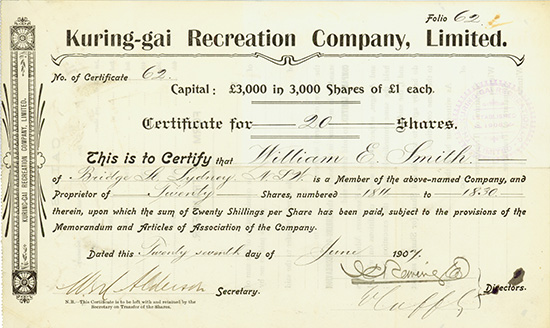 Folio 62
Kuring-gai Recreation Company, Limited.
No. of Certificate 62.
Capital: £3,000 in 3,000 Shares of £1 each.
Certificate for 20 Shares.
This is to Certify that William E. Smith.
of Bridge St. Sydney N.S.W. is a Member of the above-named Company, and
Proprietor of Twenty Shares, numbered 1811 to 1830
therein, upon which the sum of Twenty Shillings per Share has been paid, subject to the provisions of the
Memorandum and Articles of Association of the Company.
Dated this Twenty seventh day of June 1907.
Alderson
Secretary.
Directors.
N.B.—This Certificate is to be left with and retained by the
Secretary on Transfer of the Shares.
KURING-GAI RECREATION COMPANY, LIMITED.